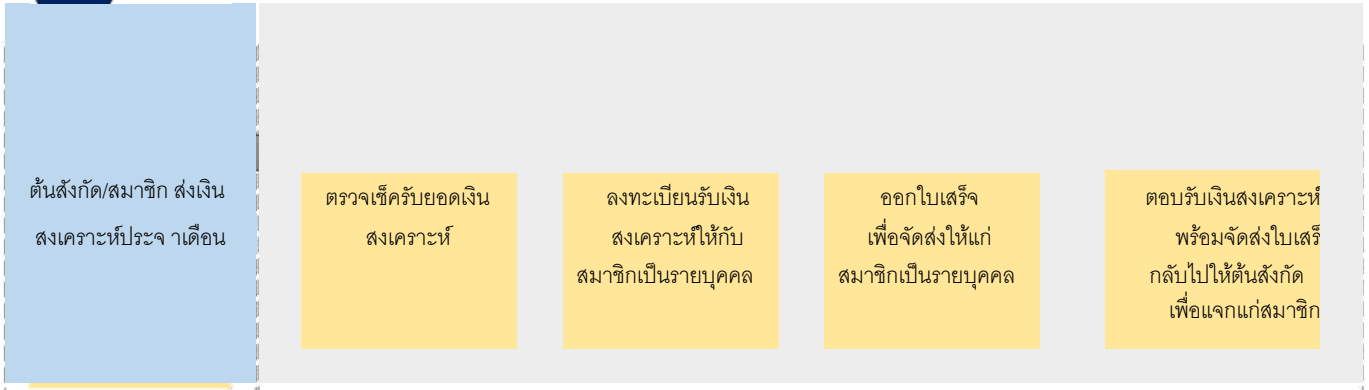 ต้นสังกัด/สมาชิก ส่งเงิน
สงเคราะห์ประจ าเดือน
ตรวจเช็ครับยอดเงิน
สงเคราะห์
ลงทะเบียนรับเงิน
สงเคราะห์ให้กับ
สมาชิกเป็นรายบุคคล
ออกใบเสร็จ
เพื่อจัดส่งให้แก่
สมาชิกเป็นรายบุคคล
ตอบรับเงินสงเคราะห์
พร้อมจัดส่งใบเสร็
กลับไปให้ต้นสังกัด
เพื่อแจกแก่สมาชิก